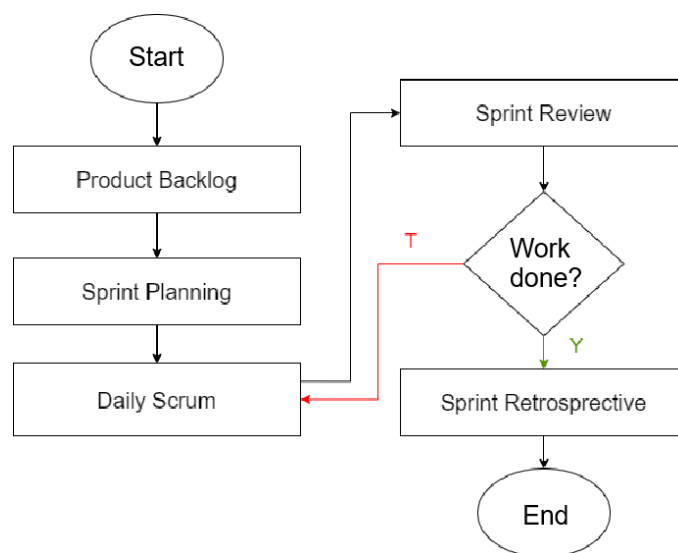 Start
Product Backlog
Sprint Planning
Daily Scrum
Sprint Review
Work
done?
T
Y
Sprint Retrosprective
End